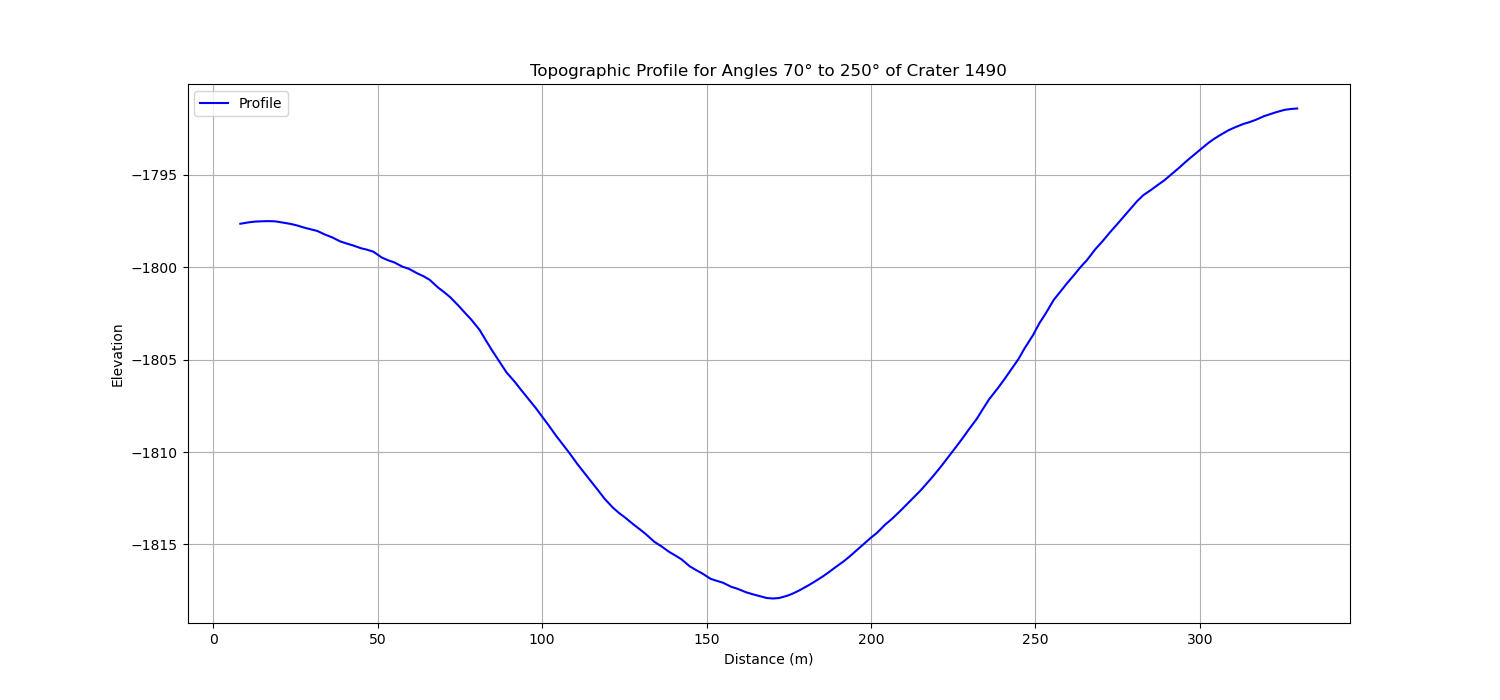 Topographic Profile for Angles 70° to 250° of Crater 1490
Profile
Elevation
−1795
−1800
−1805
−1810
−1815
0 50 100 150 200 250 300
Distance (m)